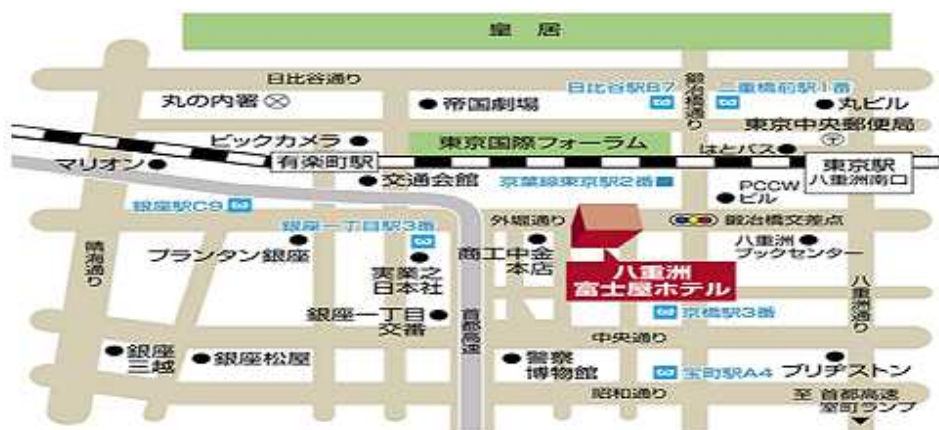 皇 居
日比谷通り
日比谷駅B7
鍛冶橋通り
二重橋前駅1番
丸の内署
帝国劇場
丸ビル
東京中央郵便局
ビックカメラ
東京国際フォーラム
はとバス
マリオン
有楽町駅
東京駅
八重洲南口
交通会館
京葉線東京駅2番
PCCW
ビル
銀座駅C9
銀座一丁目駅3番
外堀通り
鍛冶橋交差点
晴海通り
プランタン銀座
実業之
日本社
商工中金
本店
八重洲
ブックセンター
八重洲
富士屋ホテル
八重洲通り
銀座一丁目
交番
首都高速
京橋駅3番
中央通り
銀座
三越
銀座松屋
警察
博物館
宝町駅A4
ブリヂストン
昭和通り
至 首都高速
宝町ランプ